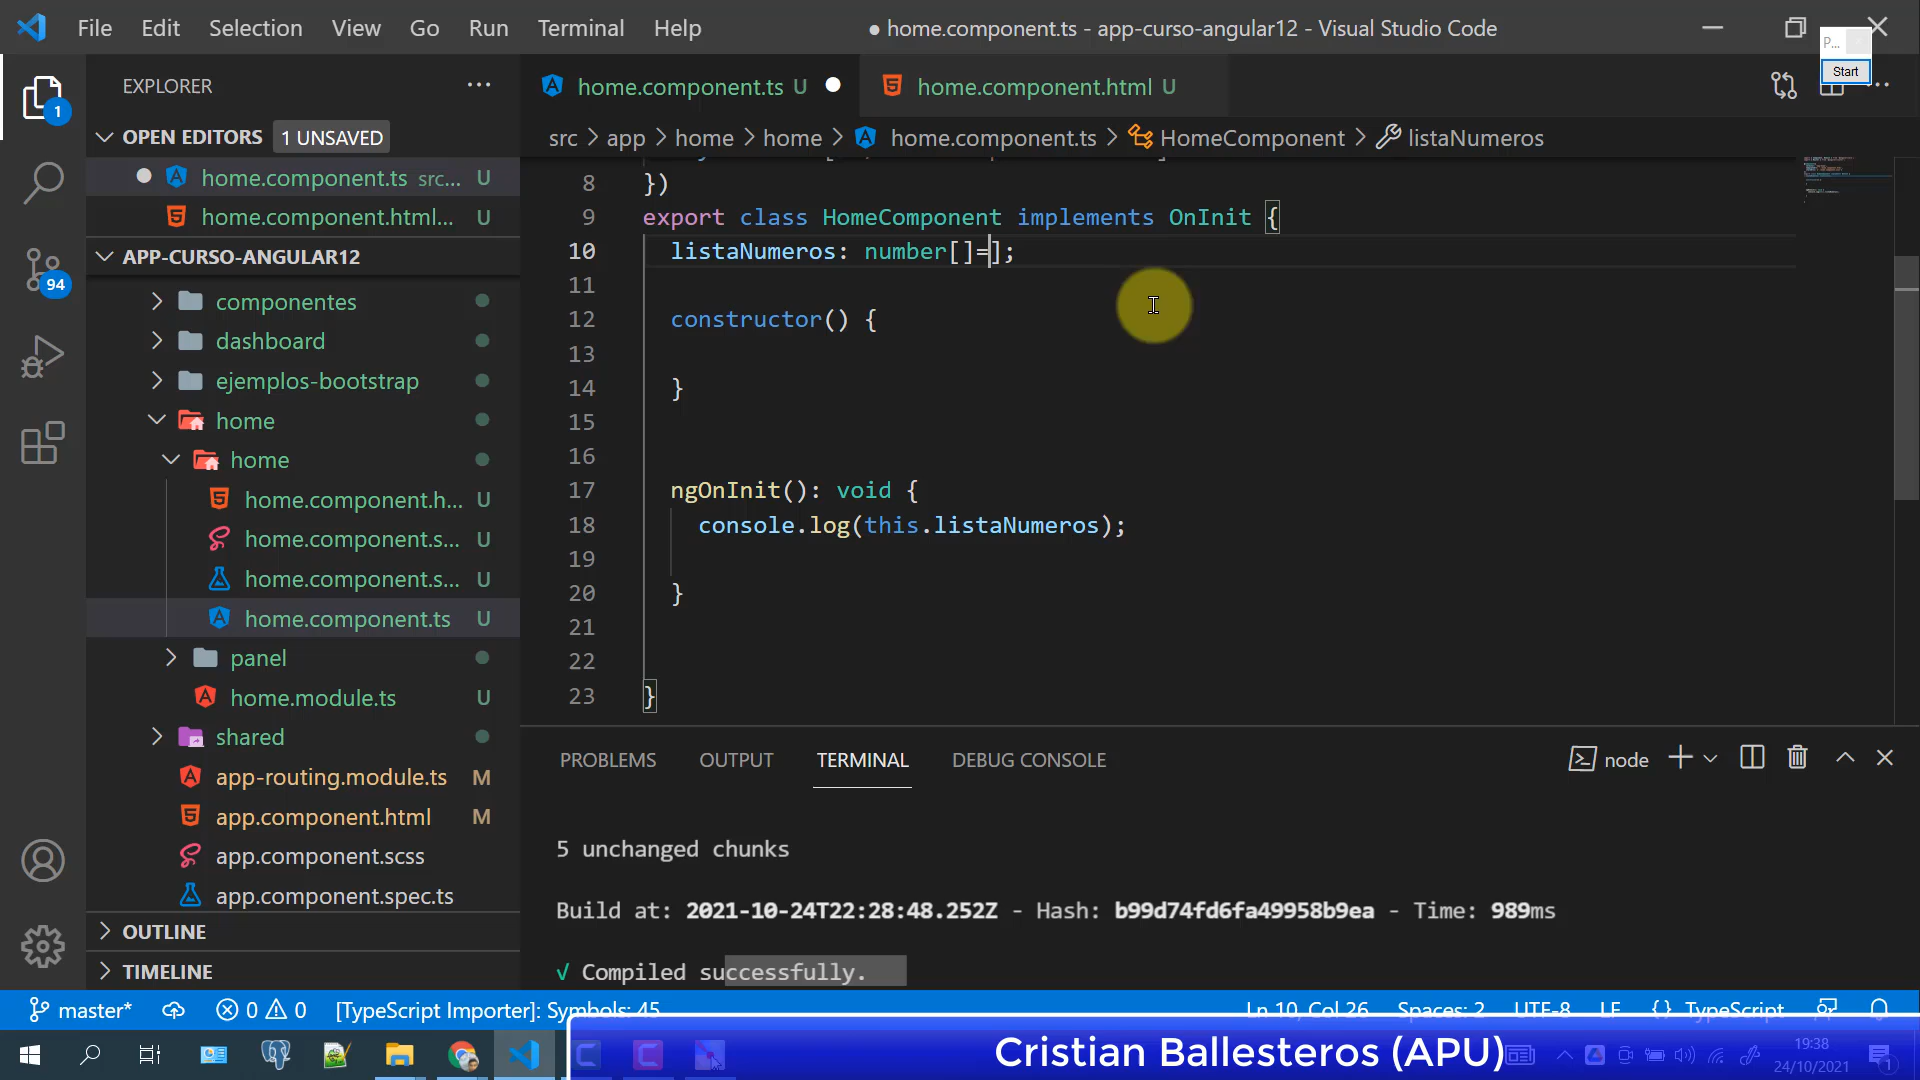 File Edit Selection View Go Run Terminal Help
● home.component.ts - app-curso-angular12 - Visual Studio Code
P...
Start
EXPLORER
home.component.ts U
home.component.html U
OPEN EDITORS 1 UNSAVED
src > app > home > home > home.component.ts > HomeComponent > listaNumeros
home.component.ts src... U
home.component.html... U
APP-CURSO-ANGULAR12
componentes
dashboard
ejemplos-bootstrap
home
home
home.component.h... U
home.component.s... U
home.component.s... U
home.component.ts U
panel
home.module.ts U
shared
app-routing.module.ts M
app.component.html M
app.component.scss
app.component.spec.ts
OUTLINE
TIMELINE
1
94
8 })
9 export class HomeComponent implements OnInit {
10 listaNumeros: number[]=];
11
12 constructor() {
13
14 }
15
16
17 ngOnInit(): void {
18 console.log(this.listaNumeros);
19
20 }
21
22
23 }
PROBLEMS OUTPUT TERMINAL DEBUG CONSOLE
node
5 unchanged chunks
Build at: 2021-10-24T22:28:48.252Z - Hash: b99d74fd6fa49958b9ea - Time: 989ms
√ Compiled successfully.
master* 0 0 [TypeScript Importer]: Symbols: 45
Ln 10, Col 26 Spaces: 2 UTF-8 LF {} TypeScript
Cristian Ballesteros (APU)
19:38
24/10/2021
1